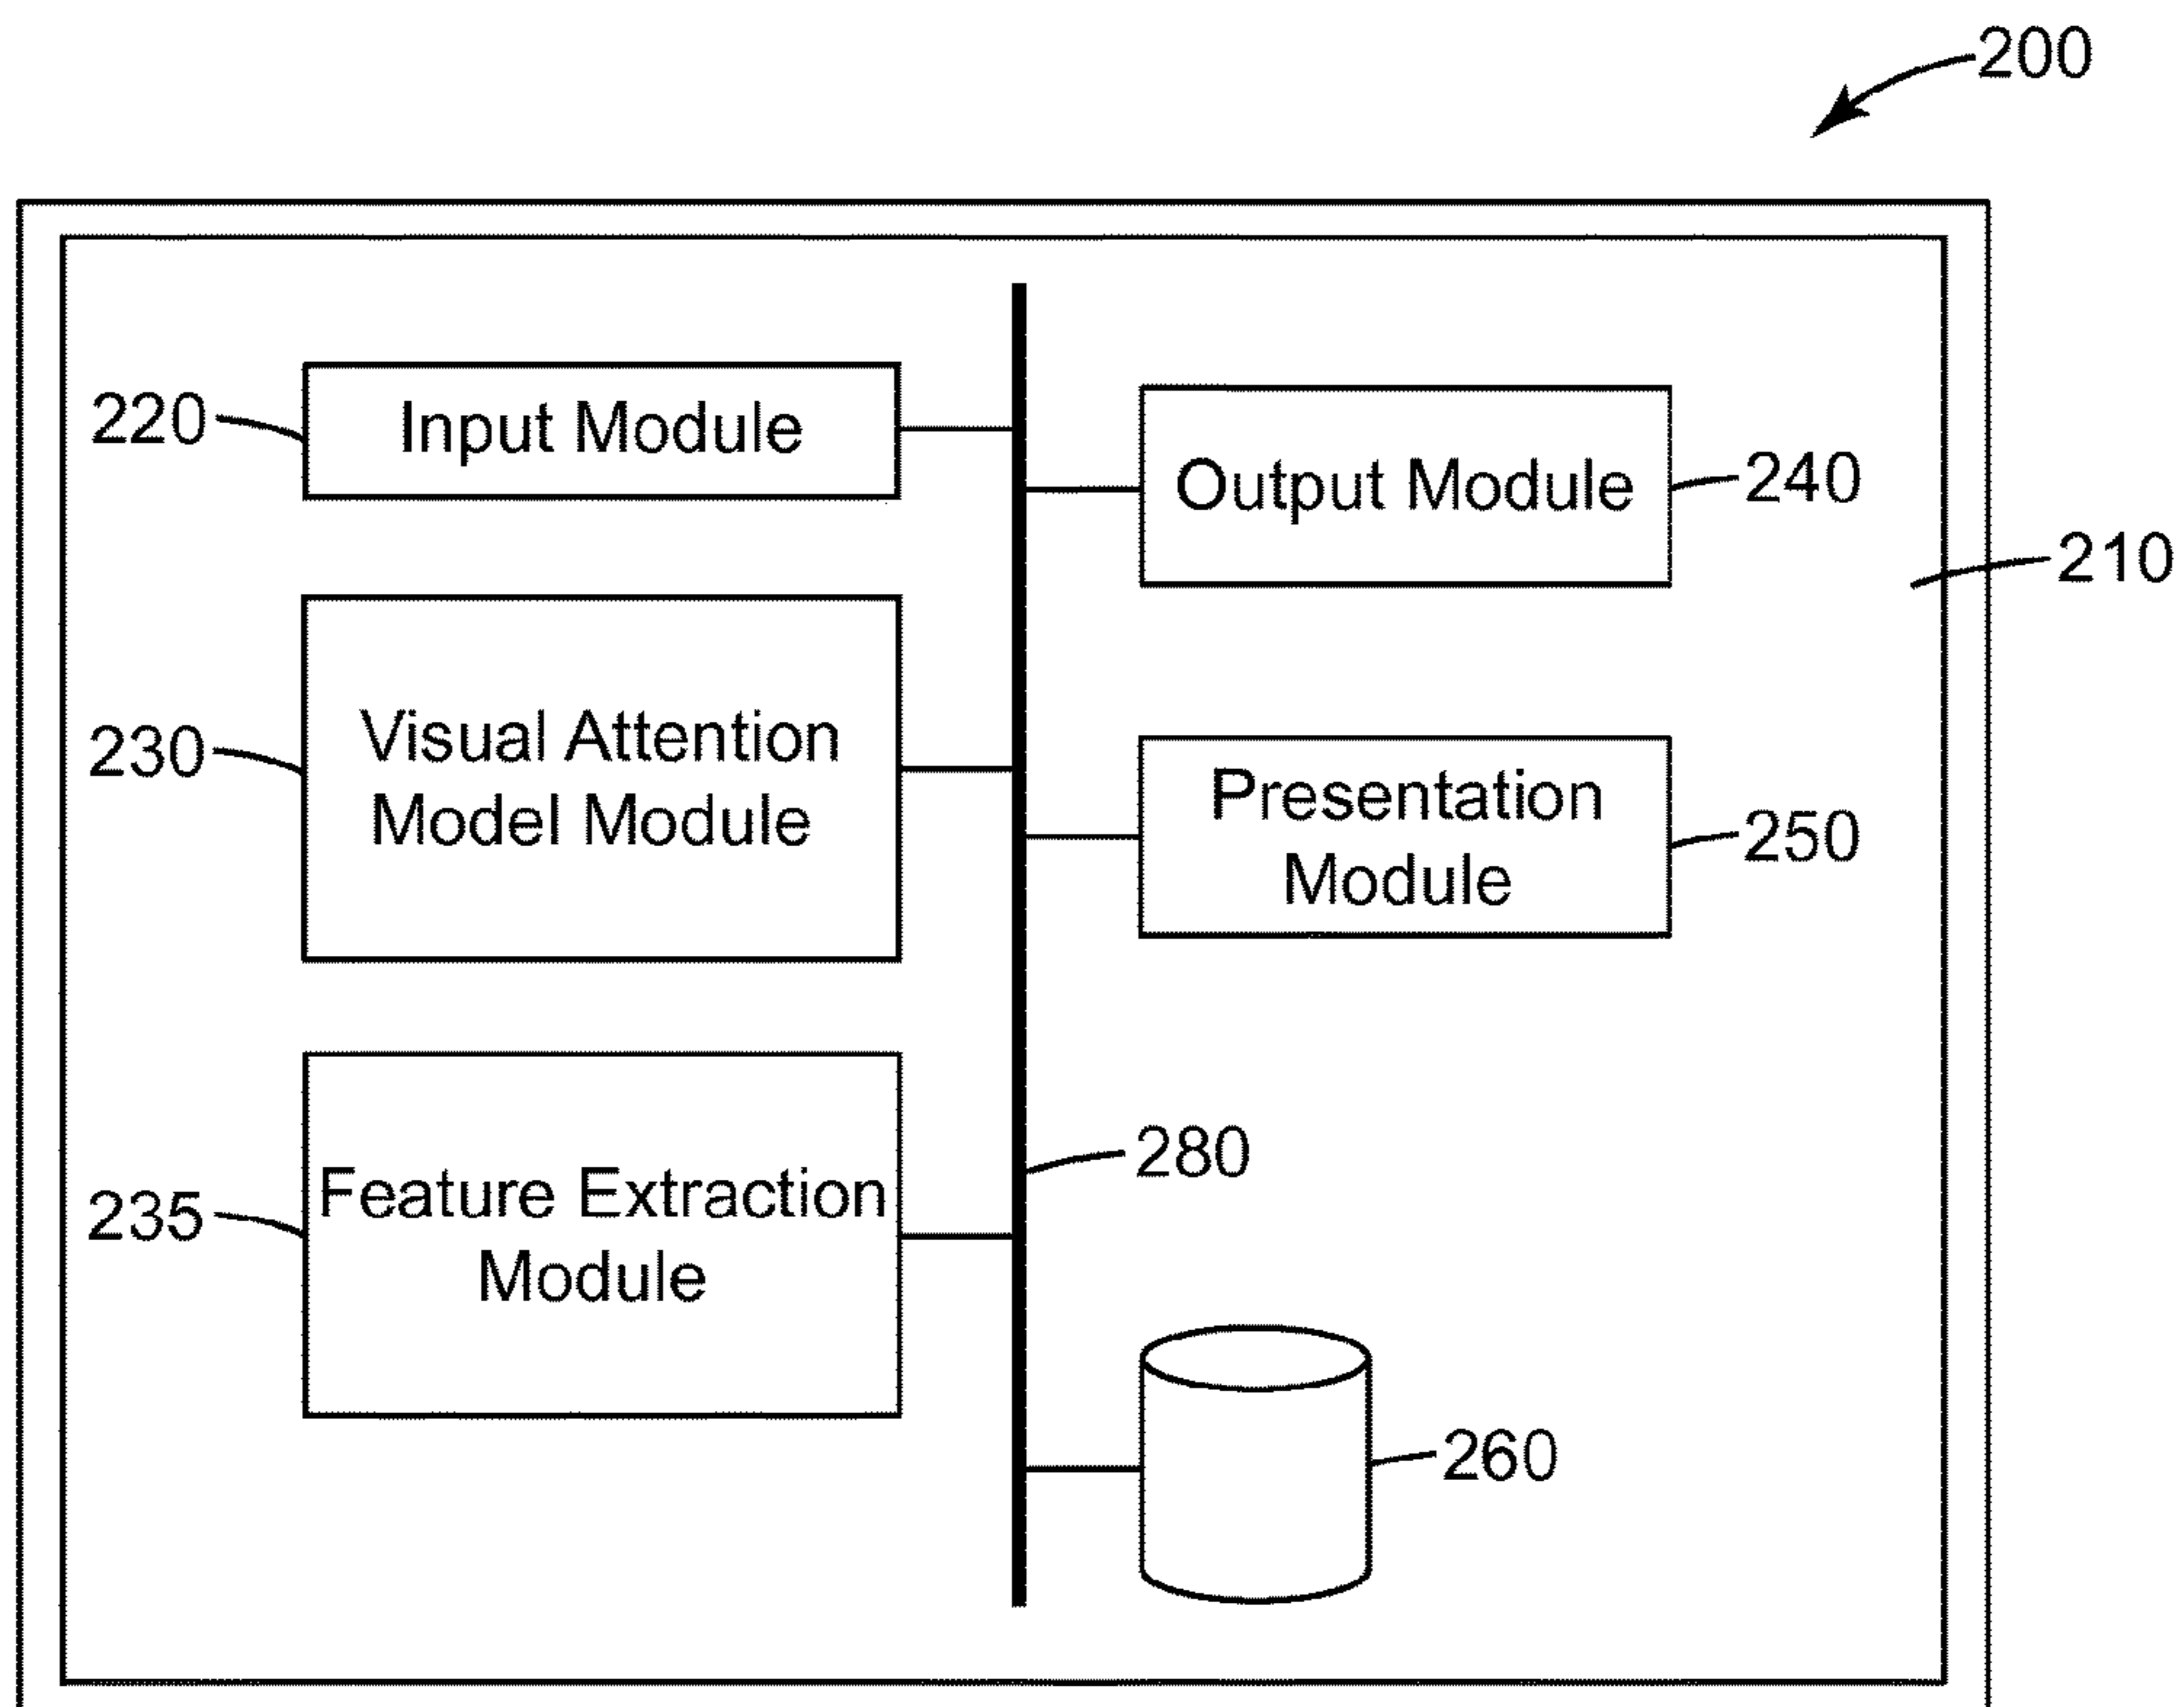 200
220
Input Module
Output Module
240
210
230
Visual Attention
Model Module
Presentation
Module
250
280
235
Feature Extraction
Module
260